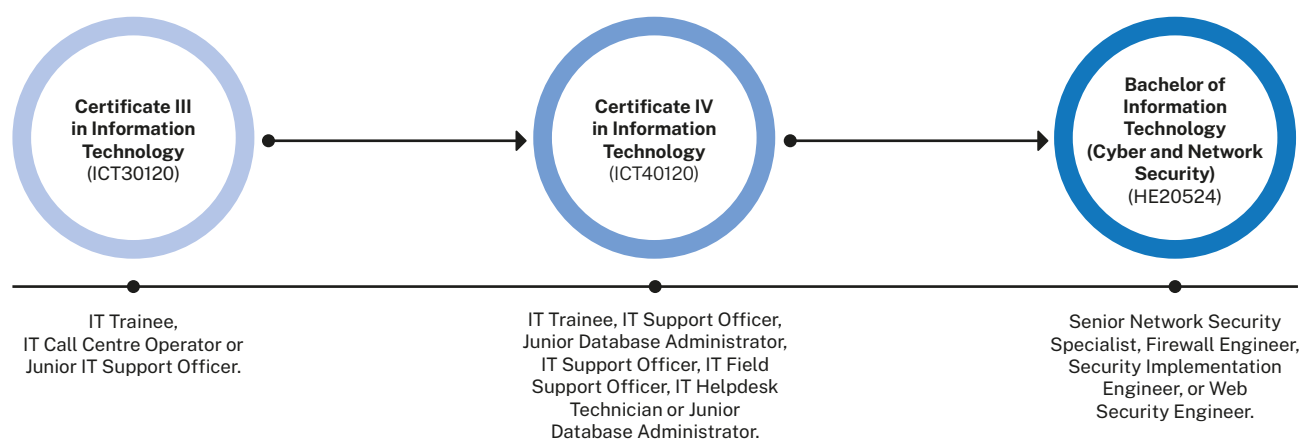 Certificate III
in Information
Technology
(ICT30120)
Certificate IV
in Information
Technology
(ICT40120)
Bachelor of
Information
Technology
(Cyber and Network
Security)
(HE20524)
IT Trainee,
IT Call Centre Operator or
Junior IT Support Officer.
IT Trainee, IT Support Officer,
Junior Database Administrator,
IT Support Officer, IT Field
Support Officer, IT Helpdesk
Technician or Junior
Database Administrator.
Senior Network Security
Specialist, Firewall Engineer,
Security Implementation
Engineer, or Web
Security Engineer.